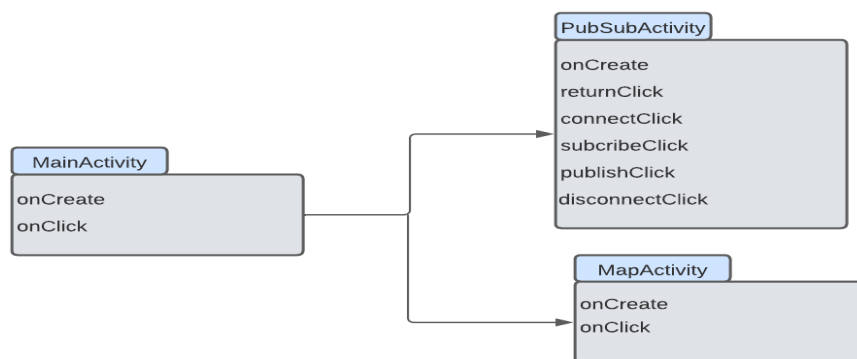 MainActivity
onCreate
onClick
PubSubActivity
onCreate
returnClick
connectClick
subcribeClick
publishClick
disconnectClick
MapActivity
onCreate
onClick